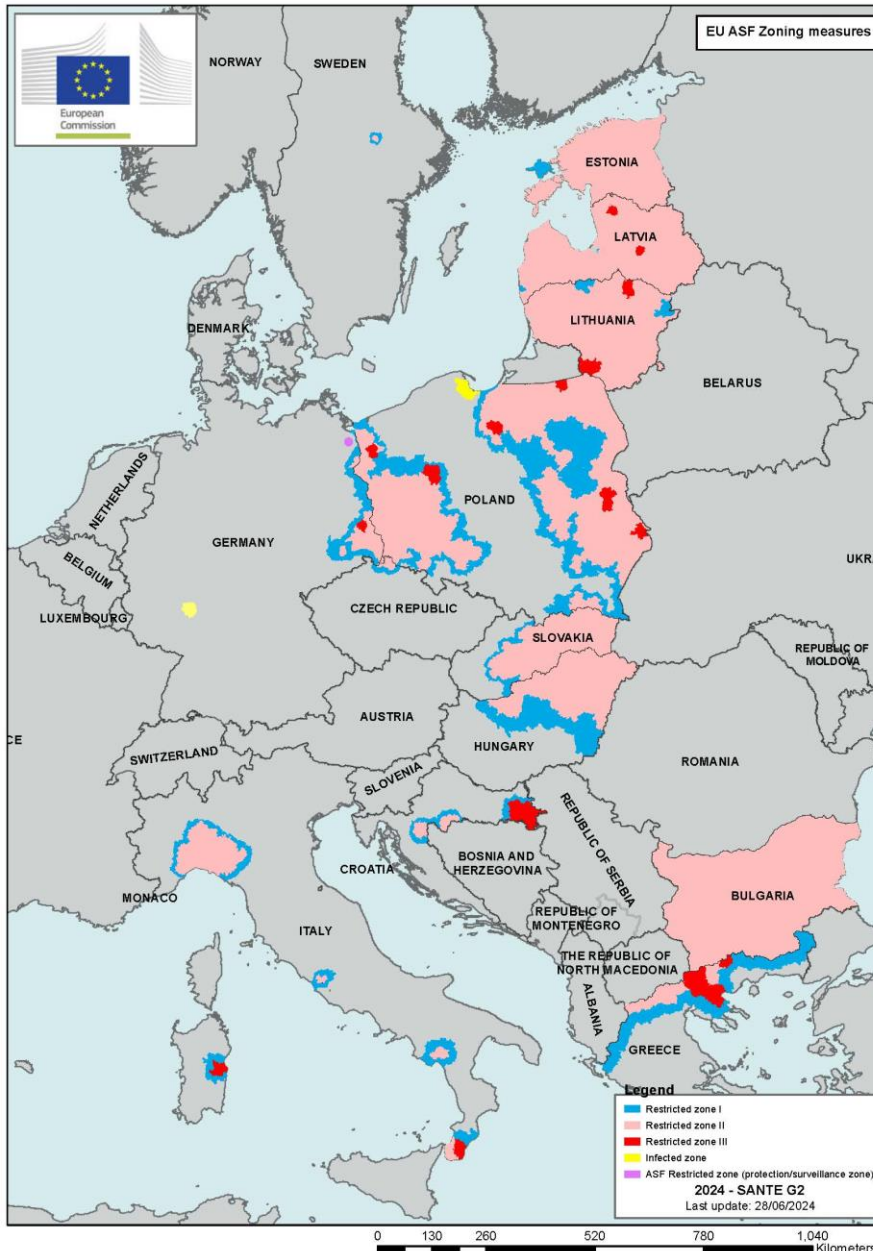 EU ASF Zoning measures
European
Commission
NORWAY
SWEDEN
ESTONIA
LATVIA
LITHUANIA
DENMARK
BELARUS
NETHERLANDS
POLAND
GERMANY
BELGIUM
UKR
LUXEMBOURG
CZECH REPUBLIC
SLOVAKIA
REPUBLIC OF
MOLDOVA
AUSTRIA
CE
SWITZERLAND
HUNGARY
ROMANIA
SLOVENIA
REPUBLIC OF SERBIA
CROATIA
BOSNIA AND
HERZEGOVINA
MONACO
BULGARIA
ITALY
REPUBLIC OF
MONTENEGRO
THE REPUBLIC OF
NORTH MACEDONIA
ALBANIA
GREECE
Legend
Restricted zone I
Restricted zone II
Restricted zone III
Infected zone
ASF Restricted zone (protection/surveillance zone)
2024 - SANTE G2
Last update: 28/06/2024
0 130 260 520 780 1,040
Kilometers